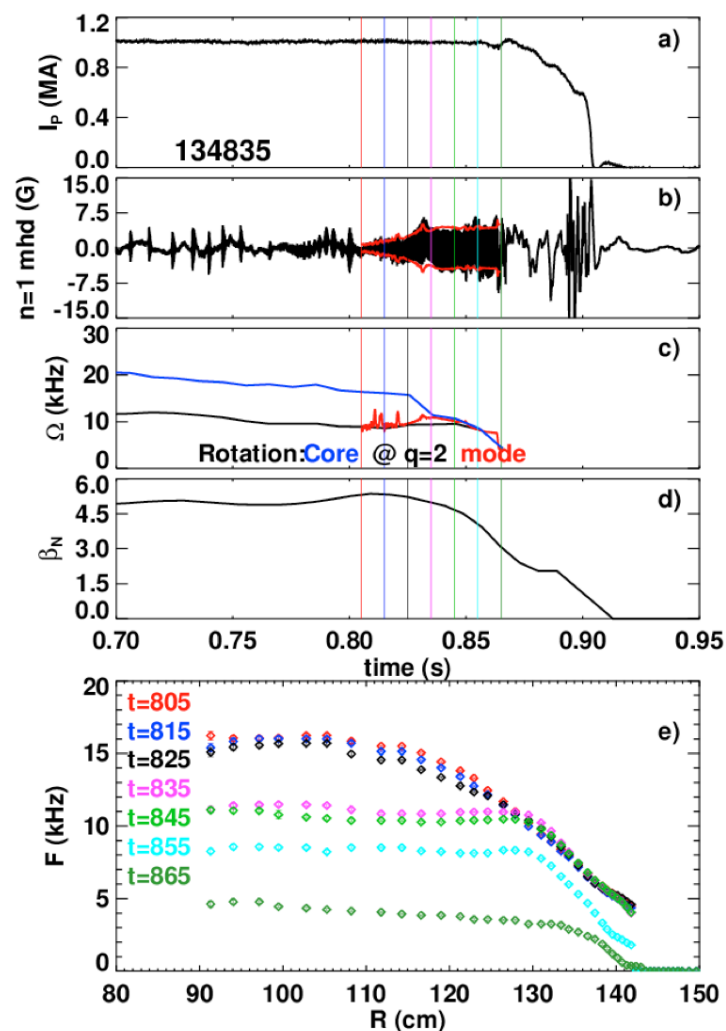 1.2
0.8
0.4
0.0
I_P (MA)
a)
134835
15.0
7.5
0.0
-7.5
-15.0
n=1 mhd (G)
b)
30
20
10
0
Ω (kHz)
c)
Rotation:Core @ q=2 mode
6.0
4.5
3.0
1.5
0.0
β_N
d)
0.70 0.75 0.80 0.85 0.90 0.95
time (s)
20
15
10
5
0
F (kHz)
e)
t=805
t=815
t=825
t=835
t=845
t=855
t=865
80 90 100 110 120 130 140 150
R (cm)